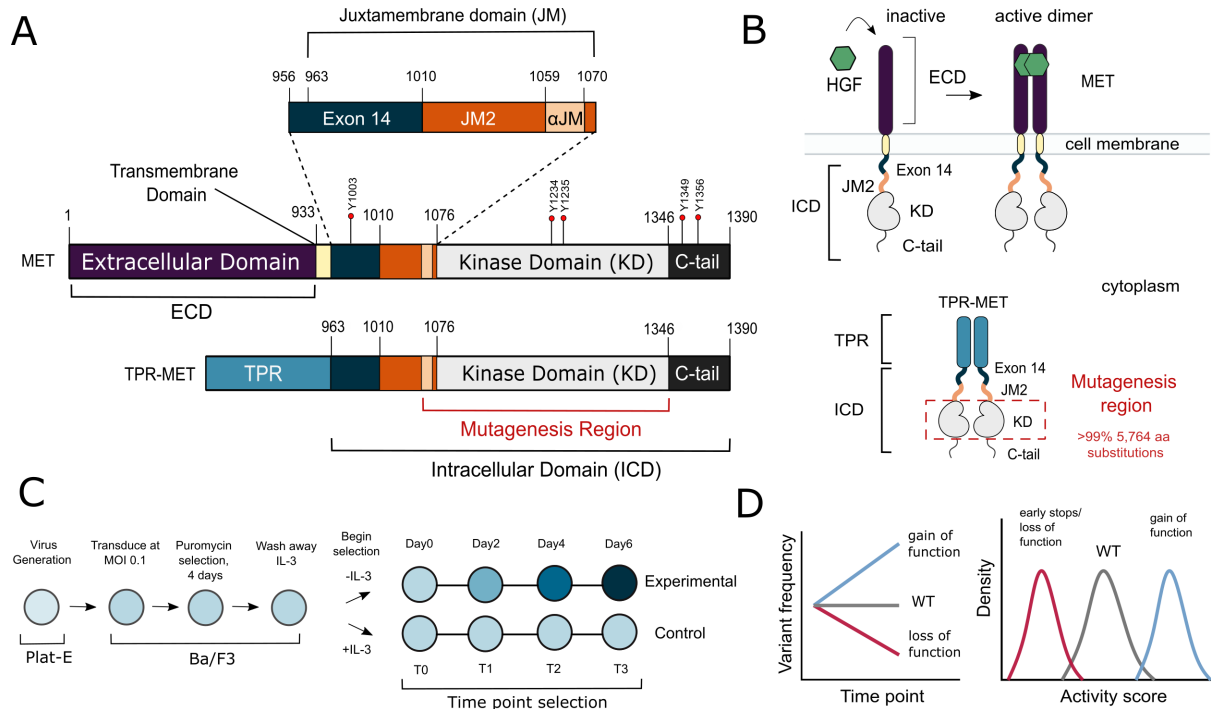 A
Juxtamembrane domain (JM)
956
963
1010
1059
1070
Exon 14
JM2
αJM
Transmembrane
Domain
1
933
Y1003
1010
1076
Y1234
Y1235
1346
Y1349
Y1356
1390
MET
Extracellular Domain
Kinase Domain (KD)
C-tail
ECD
963
1010
1076
1346
1390
TPR-MET
TPR
Kinase Domain (KD)
C-tail
Mutagenesis Region
Intracellular Domain (ICD)
B
inactive
active dimer
HGF
ECD
MET
cell membrane
Exon 14
JM2
ICD
KD
C-tail
cytoplasm
TPR-MET
TPR
Exon 14
JM2
ICD
KD
C-tail
Mutagenesis
region
>99% 5,764 aa
substitutions
C
Virus
Generation
Transduce at
MOI 0.1
Puromycin
selection,
4 days
Wash away
IL-3
Begin
selection
-IL-3
+IL-3
Day0
Day2
Day4
Day6
Experimental
Control
Plat-E
Ba/F3
T0
T1
T2
T3
Time point selection
D
Variant frequency
gain of
function
WT
loss of
function
Time point
Density
early stops/
loss of
function
WT
gain of
function
Activity score